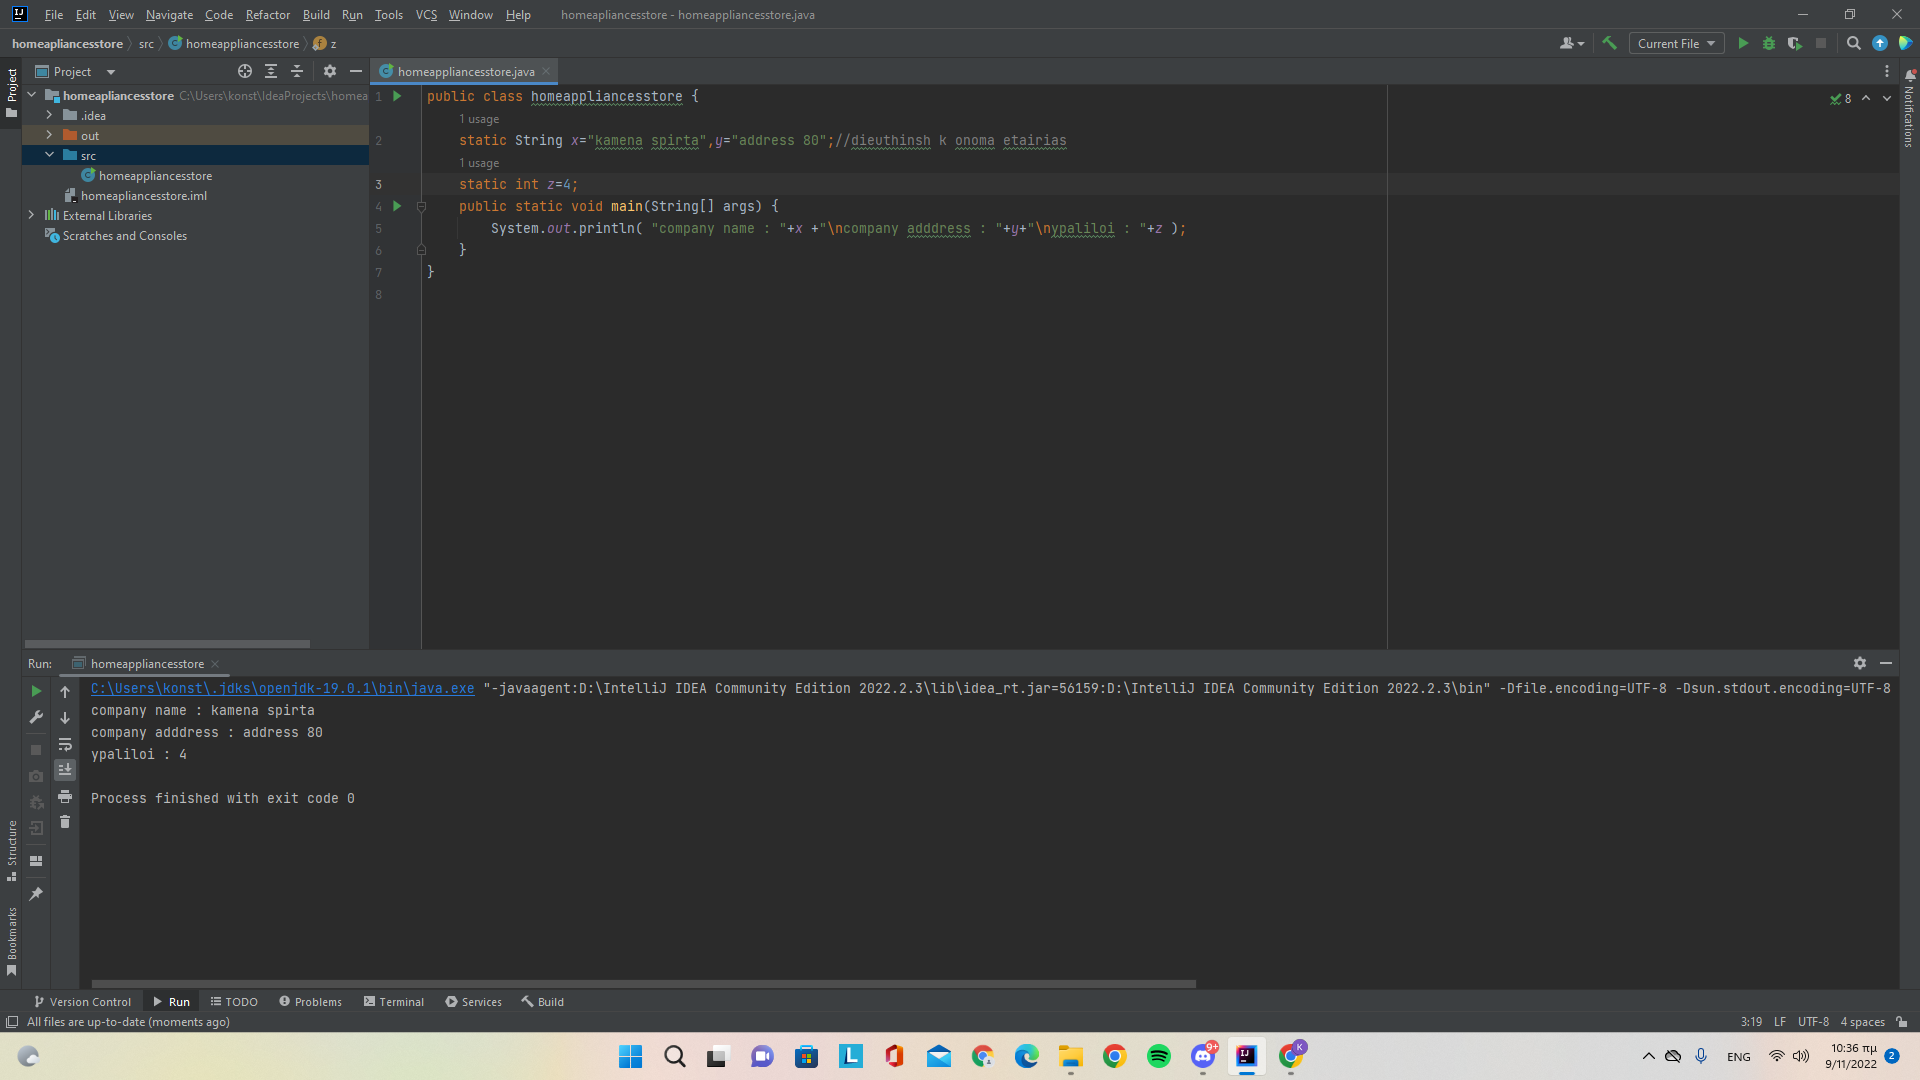 File Edit View Navigate Code Refactor Build Run Tools VCS Window Help homeapliancesstore - homeappliancesstore.java
homeapliancesstore src homeappliancesstore z
Current File
Project
Project
homeappliancesstore.java
homeapliancesstore C:\Users\konst\IdeaProjects\homea
.idea
out
src
homeappliancesstore
homeapliancesstore.iml
External Libraries
Scratches and Consoles
8
Notifications
1 public class homeappliancesstore {
1 usage
2 static String x="kamena spirta",y="address 80";//dieuthinsh k onoma etairias
1 usage
3 static int z=4;
4 public static void main(String[] args) {
5 System.out.println( "company name : "+x +"\ncompany adddress : "+y+"\nypaliloi : "+z );
6 }
7 }
8
Run: homeappliancesstore
C:\Users\konst\.jdks\openjdk-19.0.1\bin\java.exe "-javaagent:D:\IntelliJ IDEA Community Edition 2022.2.3\lib\idea_rt.jar=56159:D:\IntelliJ IDEA Community Edition 2022.2.3\bin" -Dfile.encoding=UTF-8 -Dsun.stdout.encoding=UTF-8
company name : kamena spirta
company adddress : address 80
ypaliloi : 4
Process finished with exit code 0
Structure
Bookmarks
Version Control Run TODO Problems Terminal Services Build
All files are up-to-date (moments ago) 3:19 LF UTF-8 4 spaces
9+ K
ENG 10:36 πμ
9/11/2022 2